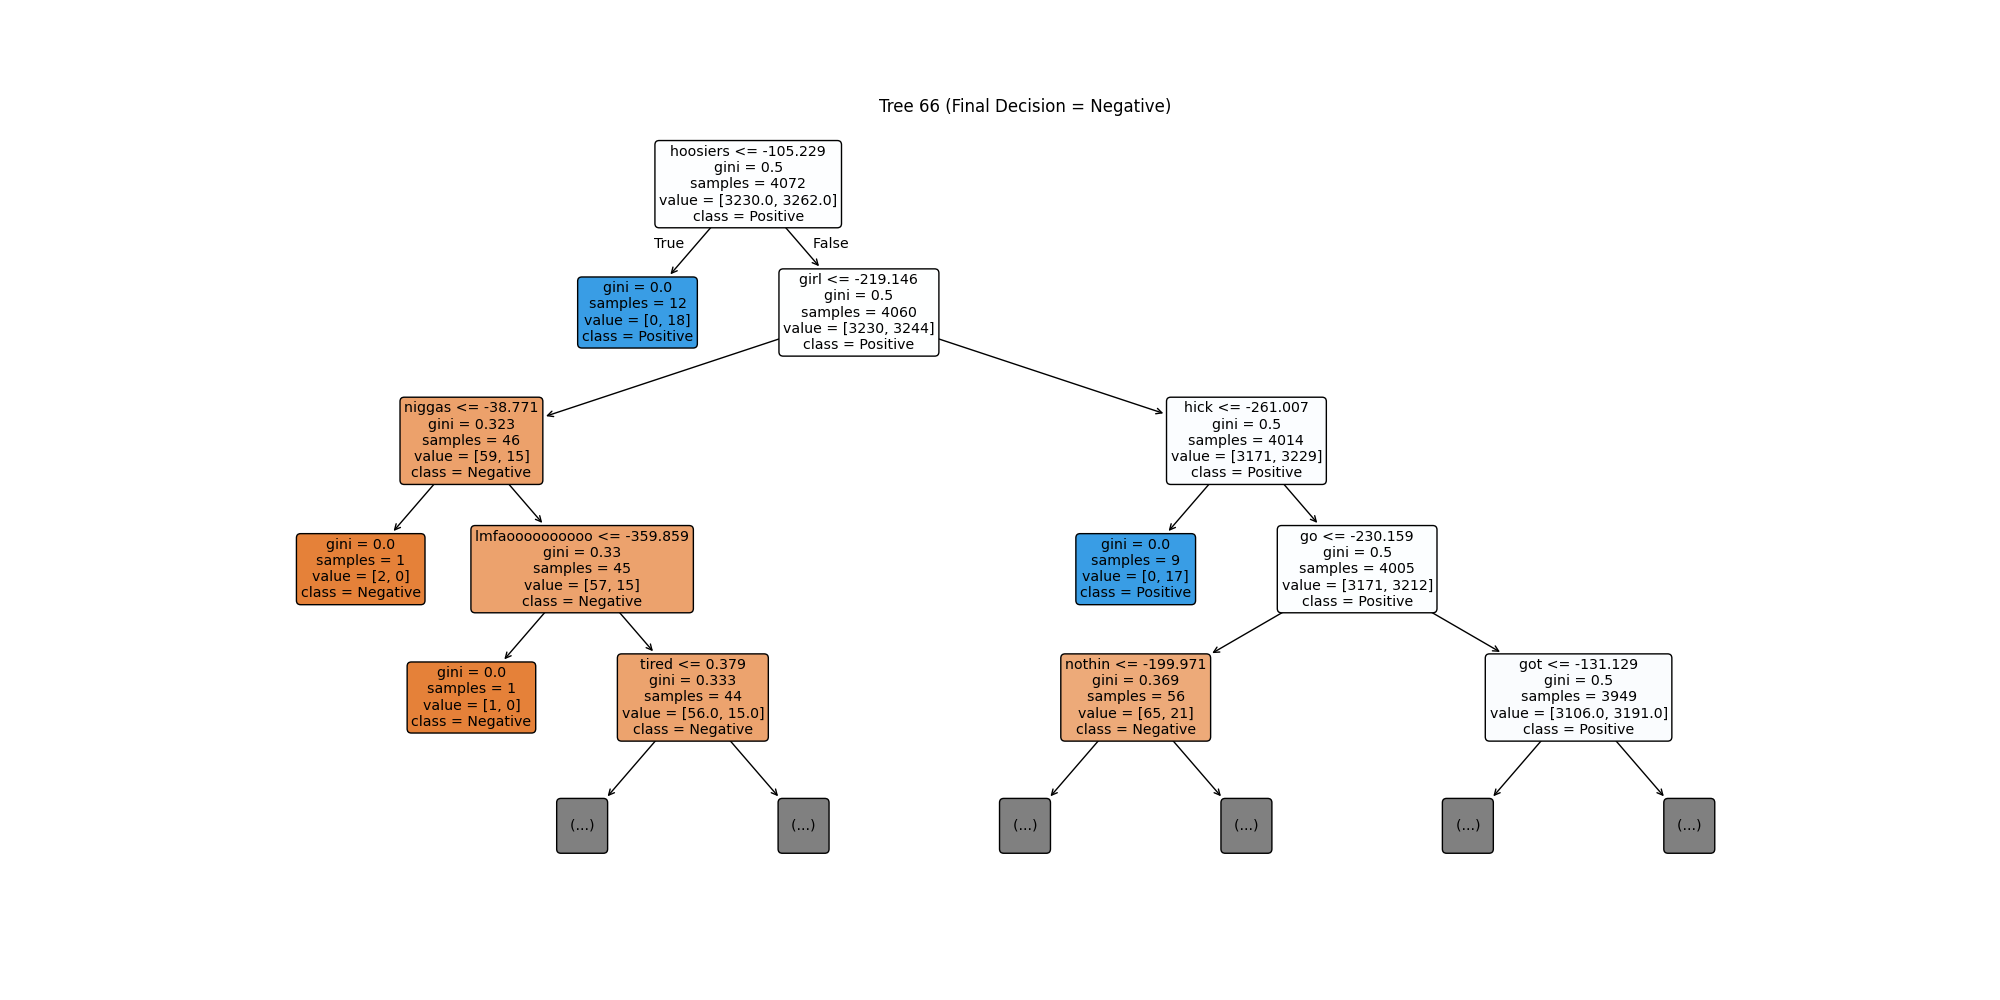 Tree 66 (Final Decision = Negative)
hoosiers <= -105.229
gini = 0.5
samples = 4072
value = [3230.0, 3262.0]
class = Positive
True
False
gini = 0.0
samples = 12
value = [0, 18]
class = Positive
girl <= -219.146
gini = 0.5
samples = 4060
value = [3230, 3244]
class = Positive
niggas <= -38.771
gini = 0.323
samples = 46
value = [59, 15]
class = Negative
hick <= -261.007
gini = 0.5
samples = 4014
value = [3171, 3229]
class = Positive
gini = 0.0
samples = 1
value = [2, 0]
class = Negative
lmfaoooooooooo <= -359.859
gini = 0.33
samples = 45
value = [57, 15]
class = Negative
gini = 0.0
samples = 9
value = [0, 17]
class = Positive
go <= -230.159
gini = 0.5
samples = 4005
value = [3171, 3212]
class = Positive
gini = 0.0
samples = 1
value = [1, 0]
class = Negative
tired <= 0.379
gini = 0.333
samples = 44
value = [56.0, 15.0]
class = Negative
nothin <= -199.971
gini = 0.369
samples = 56
value = [65, 21]
class = Negative
got <= -131.129
gini = 0.5
samples = 3949
value = [3106.0, 3191.0]
class = Positive
(...)
(...)
(...)
(...)
(...)
(...)